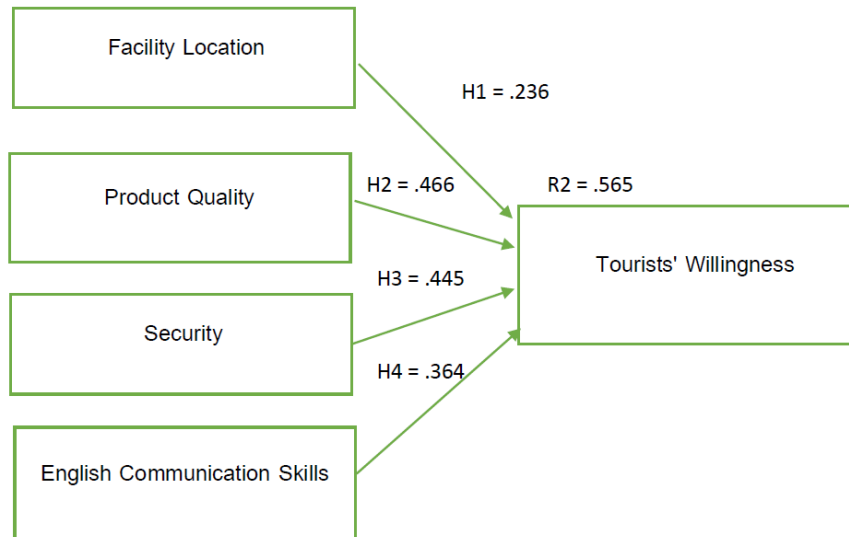 Facility Location
H1 = .236
Product Quality
H2 = .466
R2 = .565
Tourists' Willingness
H3 = .445
Security
H4 = .364
English Communication Skills